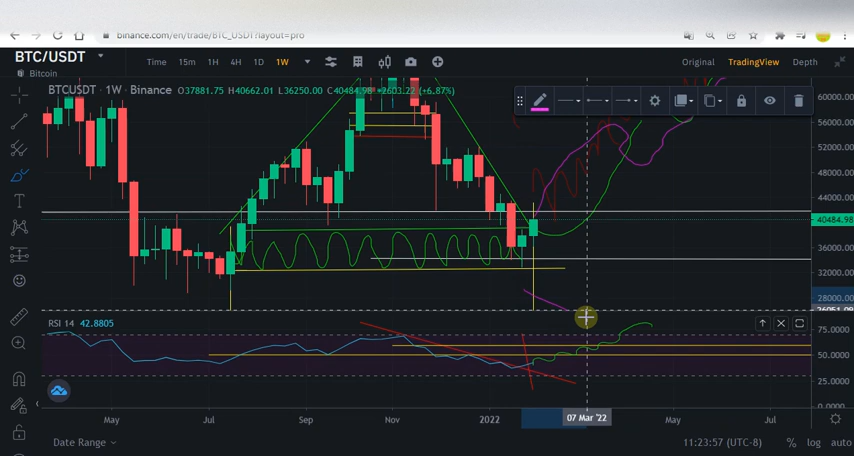 binance.com/en/trade/BTC_USDT?layout=pro
BTC/USDT
Bitcoin
Time 15m 1H 4H 1D 1W
Original TradingView Depth
BTCUSDT · 1W · Binance O37881.75 H40662.01 L36250.00 C40484.98 +2603.22 (+6.87%)
60000.00
56000.00
52000.00
48000.00
44000.00
40484.98
36000.00
32000.00
28000.00
RSI 14 42.8805
75.0000
50.0000
25.0000
0.0000
May Jul Sep Nov 2022 07 Mar '22 May Jul
Date Range 11:23:57 (UTC-8) % log auto